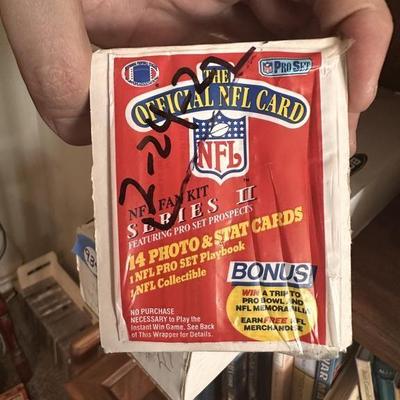 THE
PRO SET
OFFICIAL NFL CARD
NFL
2-24-22
NFL FAN KIT
SERIES II
FEATURING PRO SET PROSPECTS
14 PHOTO & STAT CARDS
1 NFL PRO SET Playbook
1 NFL Collectible
NO PURCHASE
NECESSARY to Play the
Instant Win Game. See Back
of This Wrapper for Details.
BONUS
WIN A TRIP TO
PRO BOWL, AND
NFL MEMORABILIA
EARN FREE NFL
MERCHANDISE